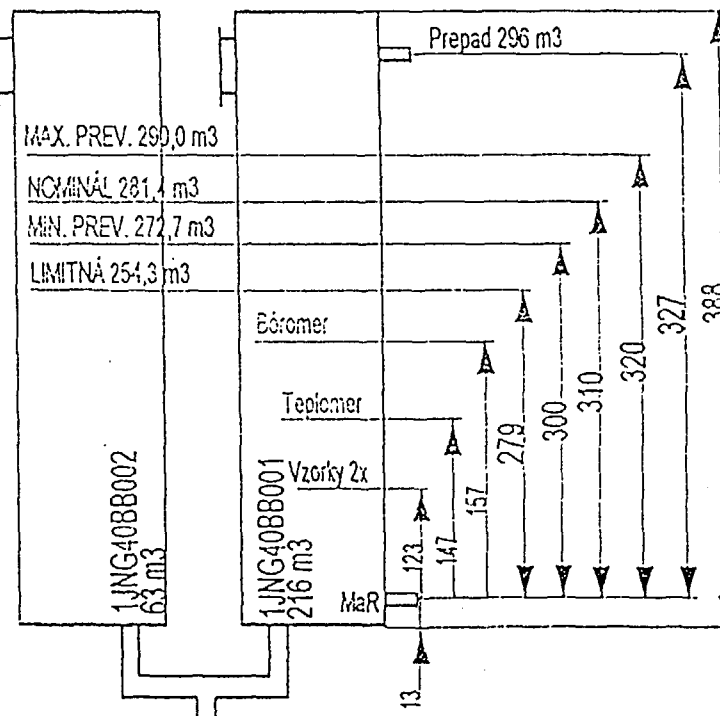 Prepad 296 m3
MAX. PREV. 290,0 m3
NOMINÁL 281,4 m3
MIN. PREV. 272,7 m3
LIMITNÁ 254,3 m3
Bóromer
Teplomer
Vzorky 2x
1JNG40BB002
63 m3
1JNG40BB001
216 m3
MaR
13
123
147
157
279
300
310
320
327
388